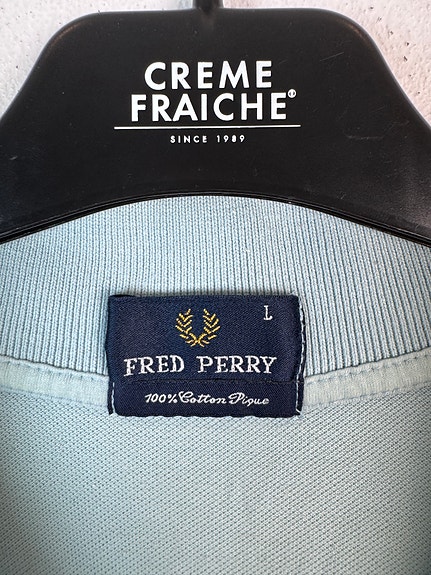 CREME
FRAICHE®
SINCE 1989
L
FRED PERRY
100% Cotton Pique